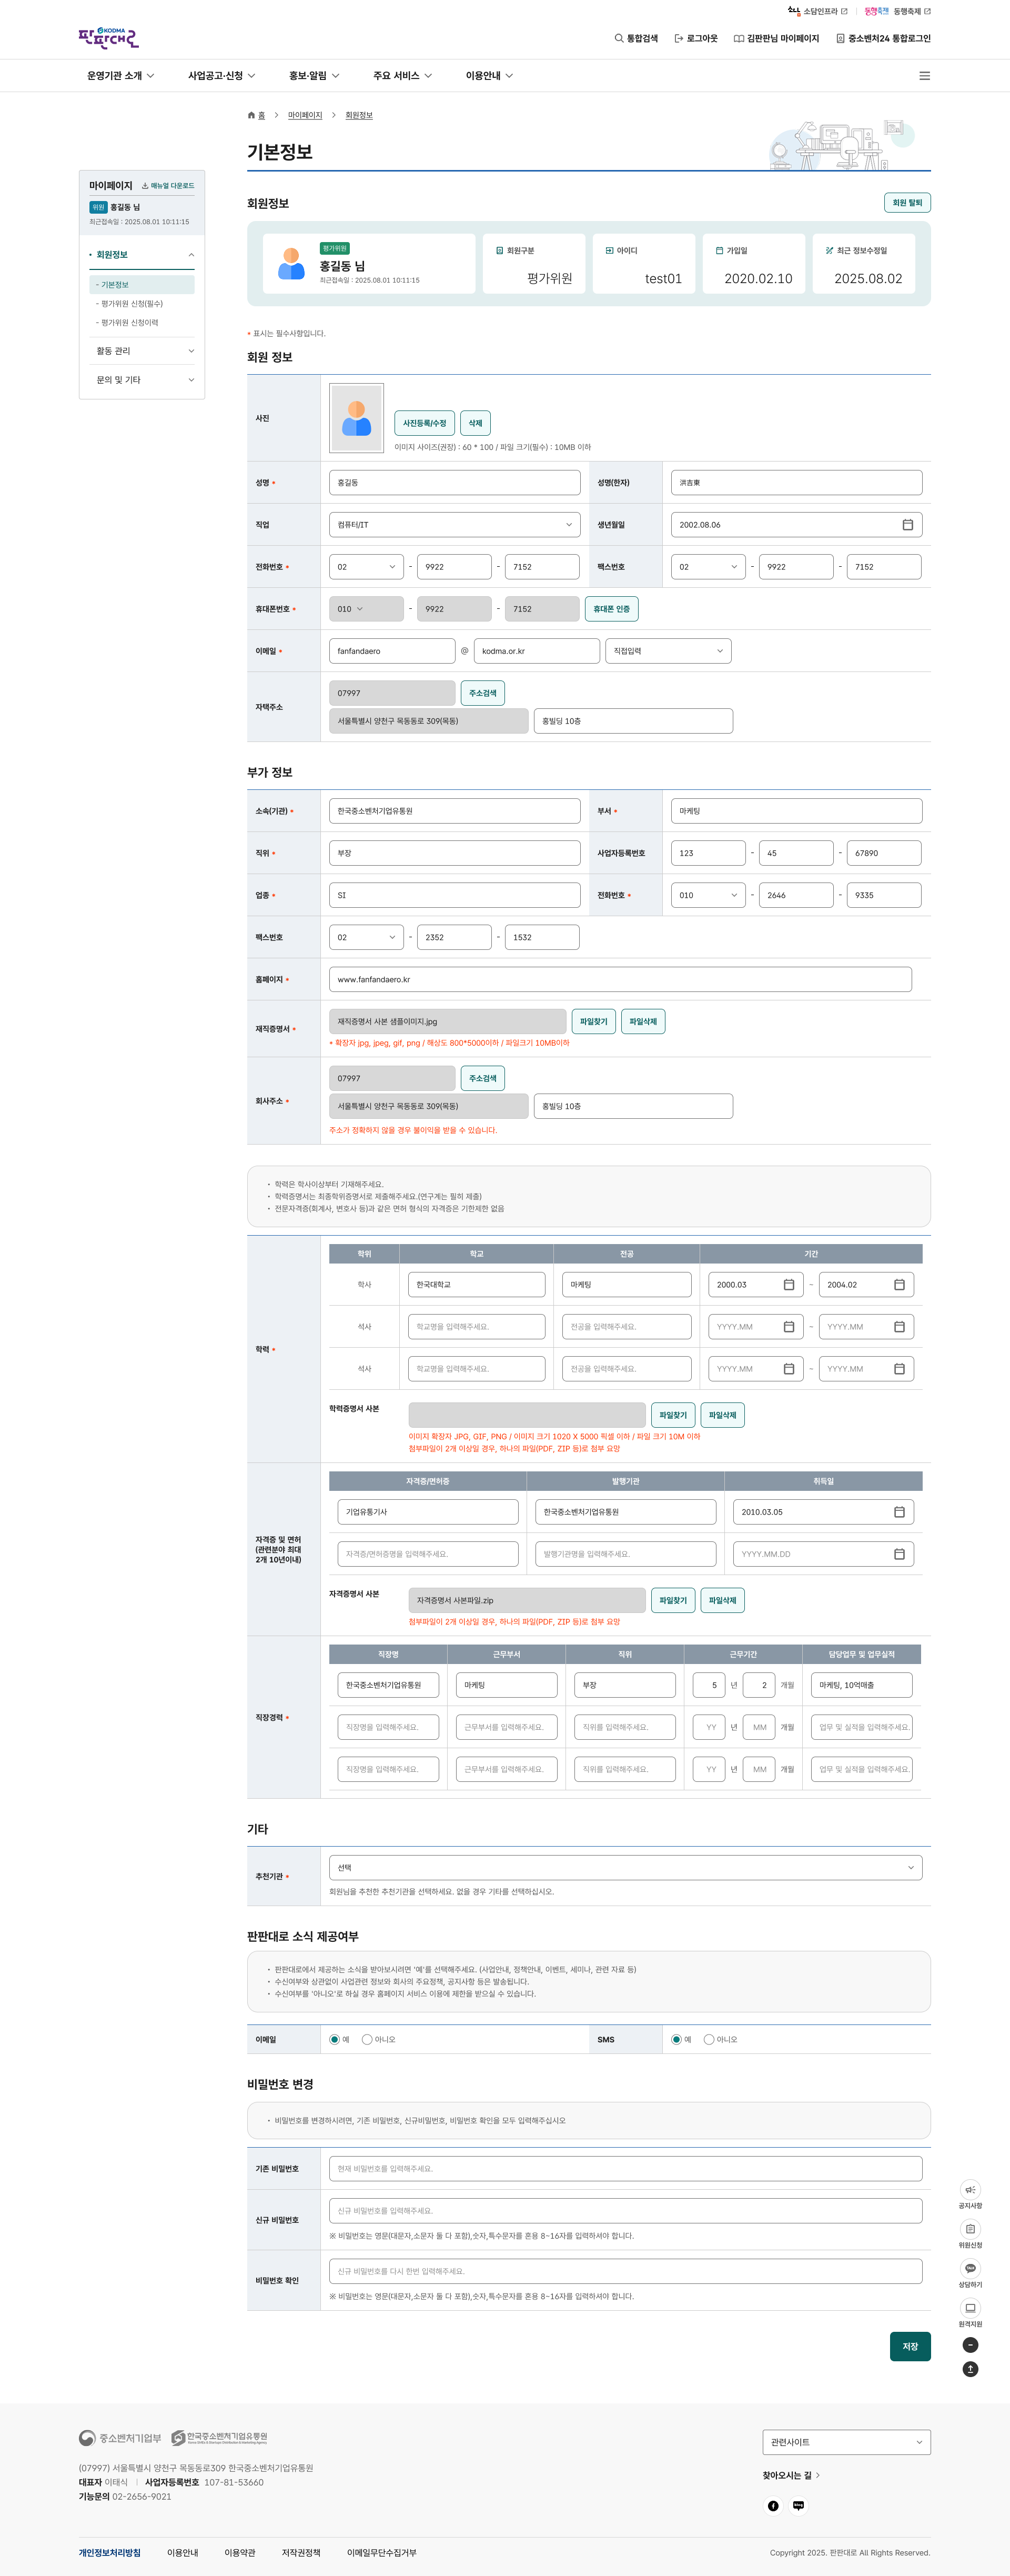 소담인프라
동행축제 동행축제
KODMA
판판대로
통합검색 로그아웃 김판판님 마이페이지 중소벤처24 통합로그인
운영기관 소개 사업공고·신청 홍보·알림 주요 서비스 이용안내
홈 마이페이지 회원정보
기본정보
마이페이지 매뉴얼 다운로드
위원 홍길동 님
최근접속일 : 2025.08.01 10:11:15
회원정보
- 기본정보
- 평가위원 신청(필수)
- 평가위원 신청이력
활동 관리
문의 및 기타
회원정보 회원 탈퇴
평가위원
홍길동 님
최근접속일 : 2025.08.01 10:11:15
회원구분
평가위원
아이디
test01
가입일
2020.02.10
최근 정보수정일
2025.08.02
* 표시는 필수사항입니다.
회원 정보
사진
사진등록/수정 삭제
이미지 사이즈(권장) : 60 * 100 / 파일 크기(필수) : 10MB 이하
성명 * 홍길동 성명(한자) 洪吉東
직업 컴퓨터/IT 생년월일 2002.08.06
전화번호 * 02 - 9922 - 7152 팩스번호 02 - 9922 - 7152
휴대폰번호 * 010 - 9922 - 7152 휴대폰 인증
이메일 * fanfandaero @ kodma.or.kr 직접입력
자택주소
07997 주소검색
서울특별시 양천구 목동동로 309(목동) 홍빌딩 10층
부가 정보
소속(기관) * 한국중소벤처기업유통원 부서 * 마케팅
직위 * 부장 사업자등록번호 123 - 45 - 67890
업종 * SI 전화번호 * 010 - 2646 - 9335
팩스번호 02 - 2352 - 1532
홈페이지 * www.fanfandaero.kr
재직증명서 *
재직증명서 사본 샘플이미지.jpg 파일찾기 파일삭제
* 확장자 jpg, jpeg, gif, png / 해상도 800*5000이하 / 파일크기 10MB이하
회사주소 *
07997 주소검색
서울특별시 양천구 목동동로 309(목동) 홍빌딩 10층
주소가 정확하지 않을 경우 불이익을 받을 수 있습니다.
• 학력은 학사이상부터 기재해주세요.
• 학력증명서는 최종학위증명서로 제출해주세요.(연구계는 필히 제출)
• 전문자격증(회계사, 변호사 등)과 같은 면허 형식의 자격증은 기한제한 없음
학력 *
학위 학교 전공 기간
학사 한국대학교 마케팅 2000.03 ~ 2004.02
석사 학교명을 입력해주세요. 전공을 입력해주세요. YYYY.MM ~ YYYY.MM
석사 학교명을 입력해주세요. 전공을 입력해주세요. YYYY.MM ~ YYYY.MM
학력증명서 사본 파일찾기 파일삭제
이미지 확장자 JPG, GIF, PNG / 이미지 크기 1020 X 5000 픽셀 이하 / 파일 크기 10M 이하
첨부파일이 2개 이상일 경우, 하나의 파일(PDF, ZIP 등)로 첨부 요망
자격증 및 면허
(관련분야 최대
2개 10년이내)
자격증/면허증 발행기관 취득일
기업유통기사 한국중소벤처기업유통원 2010.03.05
자격증/면허증명을 입력해주세요. 발행기관명을 입력해주세요. YYYY.MM.DD
자격증명서 사본 자격증명서 사본파일.zip 파일찾기 파일삭제
첨부파일이 2개 이상일 경우, 하나의 파일(PDF, ZIP 등)로 첨부 요망
직장경력 *
직장명 근무부서 직위 근무기간 담당업무 및 업무실적
한국중소벤처기업유통원 마케팅 부장 5 년 2 개월 마케팅, 10억매출
직장명을 입력해주세요. 근무부서를 입력해주세요. 직위를 입력해주세요. YY 년 MM 개월 업무 및 실적을 입력해주세요.
직장명을 입력해주세요. 근무부서를 입력해주세요. 직위를 입력해주세요. YY 년 MM 개월 업무 및 실적을 입력해주세요.
기타
추천기관 * 선택
회원님을 추천한 추천기관을 선택하세요. 없을 경우 기타를 선택하십시오.
판판대로 소식 제공여부
• 판판대로에서 제공하는 소식을 받아보시려면 '예'를 선택해주세요. (사업안내, 정책안내, 이벤트, 세미나, 관련 자료 등)
• 수신여부와 상관없이 사업관련 정보와 회사의 주요정책, 공지사항 등은 발송됩니다.
• 수신여부를 '아니오'로 하실 경우 홈페이지 서비스 이용에 제한을 받으실 수 있습니다.
이메일 예 아니오 SMS 예 아니오
비밀번호 변경
• 비밀번호를 변경하시려면, 기존 비밀번호, 신규비밀번호, 비밀번호 확인을 모두 입력해주십시오
기존 비밀번호 현재 비밀번호를 입력해주세요.
신규 비밀번호 신규 비밀번호를 입력해주세요.
※ 비밀번호는 영문(대문자,소문자 둘 다 포함),숫자,특수문자를 혼용 8~16자를 입력하셔야 합니다.
비밀번호 확인 신규 비밀번호를 다시 한번 입력해주세요.
※ 비밀번호는 영문(대문자,소문자 둘 다 포함),숫자,특수문자를 혼용 8~16자를 입력하셔야 합니다.
저장
공지사항
위원신청
상담하기
원격지원
중소벤처기업부 한국중소벤처기업유통원
(07997) 서울특별시 양천구 목동동로309 한국중소벤처기업유통원
대표자 이태식 | 사업자등록번호 107-81-53660
기능문의 02-2656-9021
관련사이트
찾아오시는 길
개인정보처리방침 이용안내 이용약관 저작권정책 이메일무단수집거부
Copyright 2025. 판판대로 All Rights Reserved.